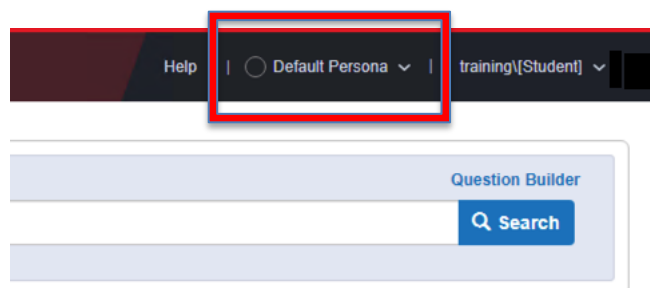 Help | Default Persona | training\[Student]
Question Builder
Search